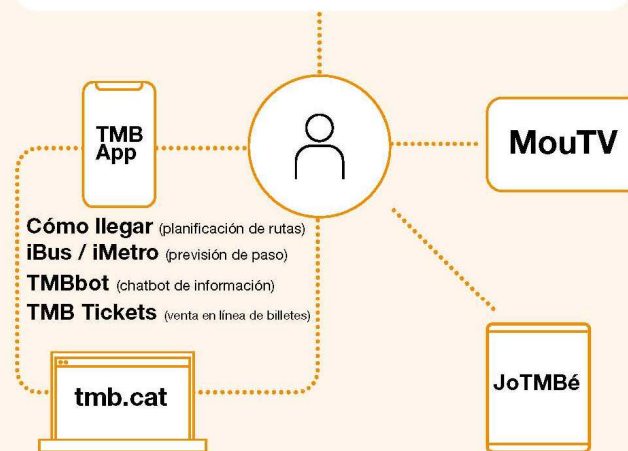 TMB
App
MouTV
Cómo llegar (planificación de rutas)
iBus / iMetro (previsión de paso)
TMBbot (chatbot de información)
TMB Tickets (venta en línea de billetes)
tmb.cat
JoTMBé